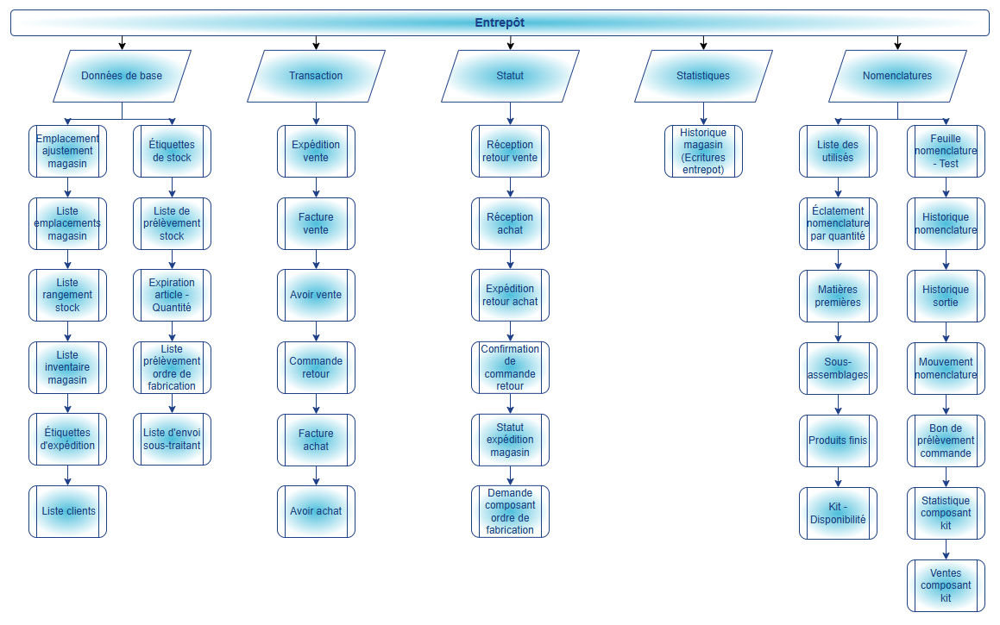 Entrepôt
Données de base
Transaction
Statut
Statistiques
Nomenclatures
Emplacement
ajustement
magasin
Liste
emplacements
magasin
Liste
rangement
stock
Liste
inventaire
magasin
Étiquettes
d'expédition
Liste clients
Étiquettes
de stock
Liste de
prélèvement
stock
Expiration
article -
Quantité
Liste
prélèvement
ordre de
fabrication
Liste d'envoi
sous-traitant
Expédition
vente
Facture
vente
Avoir vente
Commande
retour
Facture
achat
Avoir achat
Réception
retour vente
Réception
achat
Expédition
retour achat
Confirmation
de
commande
retour
Statut
expédition
magasin
Demande
composant
ordre de
fabrication
Historique
magasin
(Ecritures
entrepot)
Liste des
utilisés
Éclatement
nomenclature
par quantité
Matières
premières
Sous-
assemblages
Produits finis
Kit -
Disponibilité
Feuille
nomenclature
- Test
Historique
nomenclature
Historique
sortie
Mouvement
nomenclature
Bon de
prélèvement
commande
Statistique
composant
kit
Ventes
composant
kit